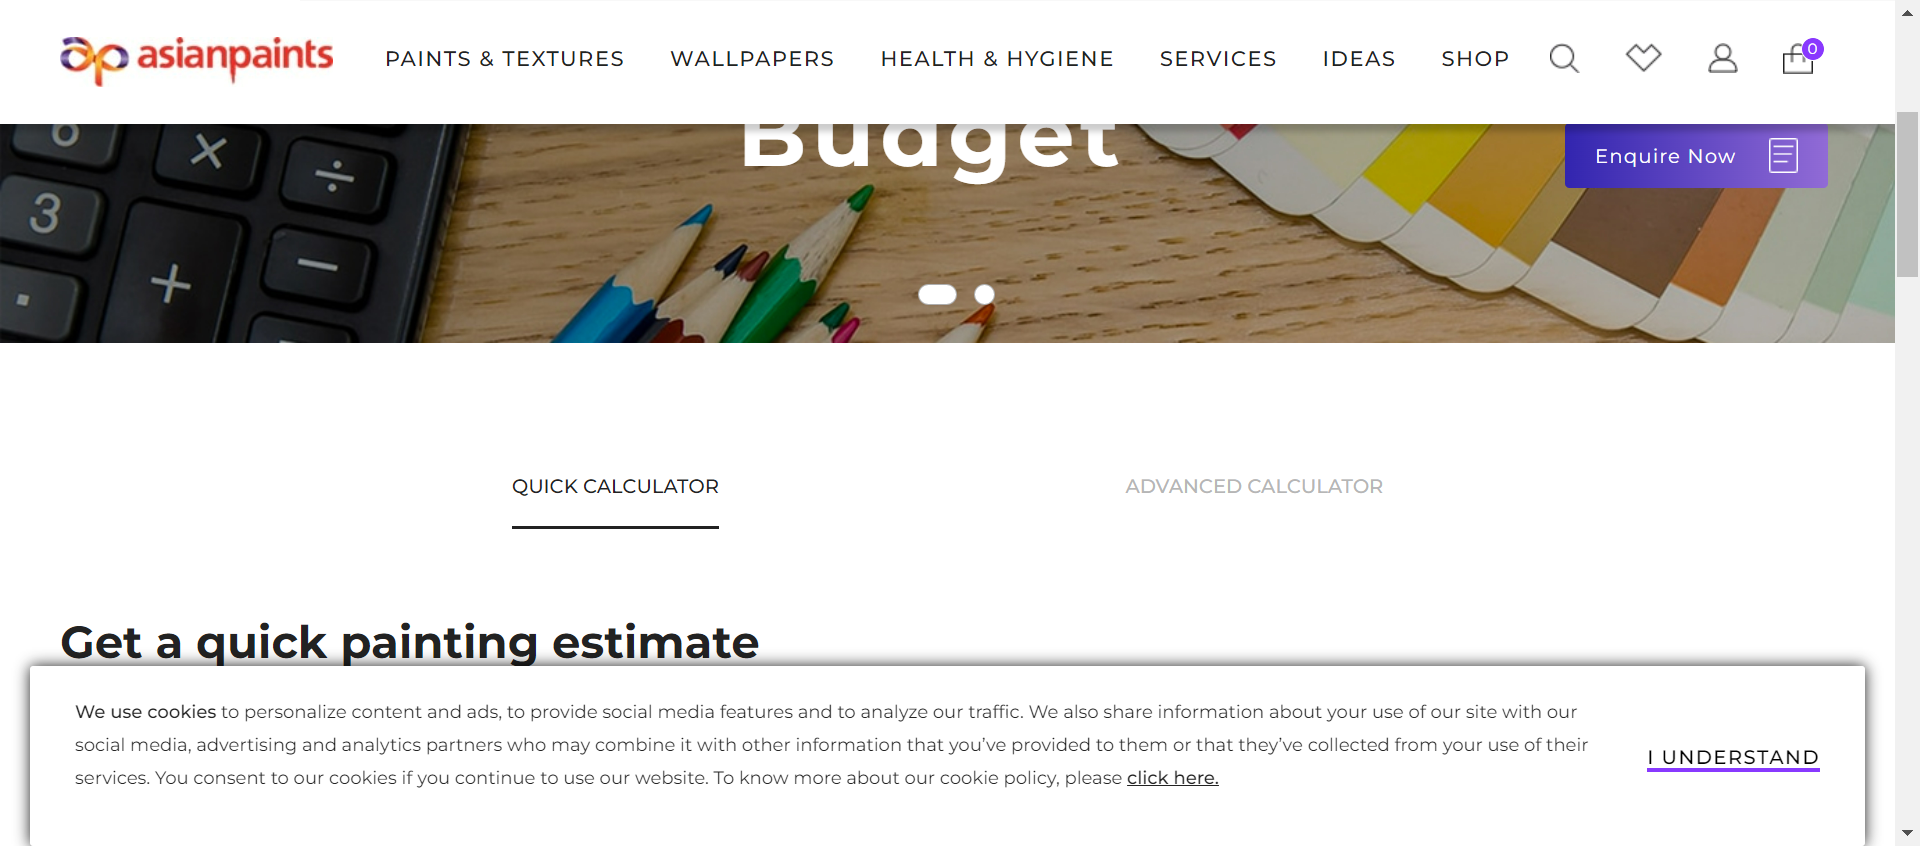 asianpaints
PAINTS & TEXTURES WALLPAPERS HEALTH & HYGIENE SERVICES IDEAS SHOP 0
Budget
Enquire Now
6 × ÷
3
+ −
.
QUICK CALCULATOR ADVANCED CALCULATOR
Get a quick painting estimate
We use cookies to personalize content and ads, to provide social media features and to analyze our traffic. We also share information about your use of our site with our
social media, advertising and analytics partners who may combine it with other information that you’ve provided to them or that they’ve collected from your use of their
services. You consent to our cookies if you continue to use our website. To know more about our cookie policy, please click here.
I UNDERSTAND